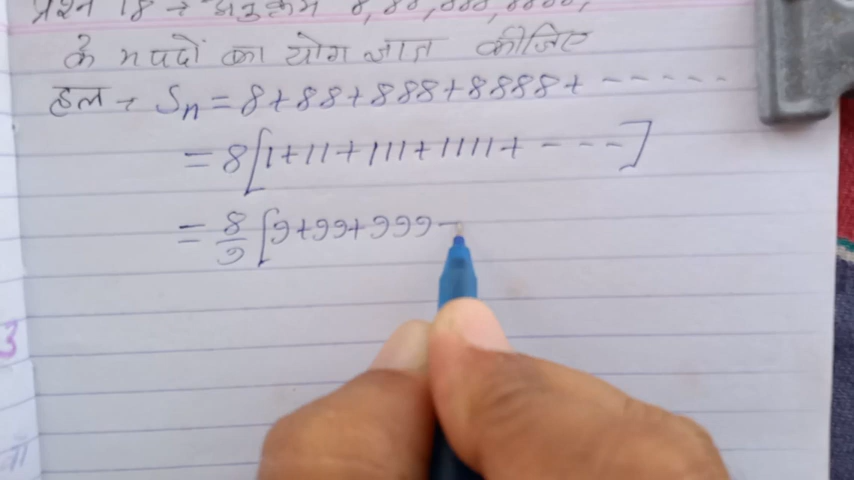 प्रश्न 18 → अनुक्रम 8, 88, 888, 8888,
के n पदों का योग ज्ञात कीजिए
हल → Sn = 8+88+888+8888+ ------
= 8[1+11+111+1111+ ----]
= 8/9 [9+99+999
3